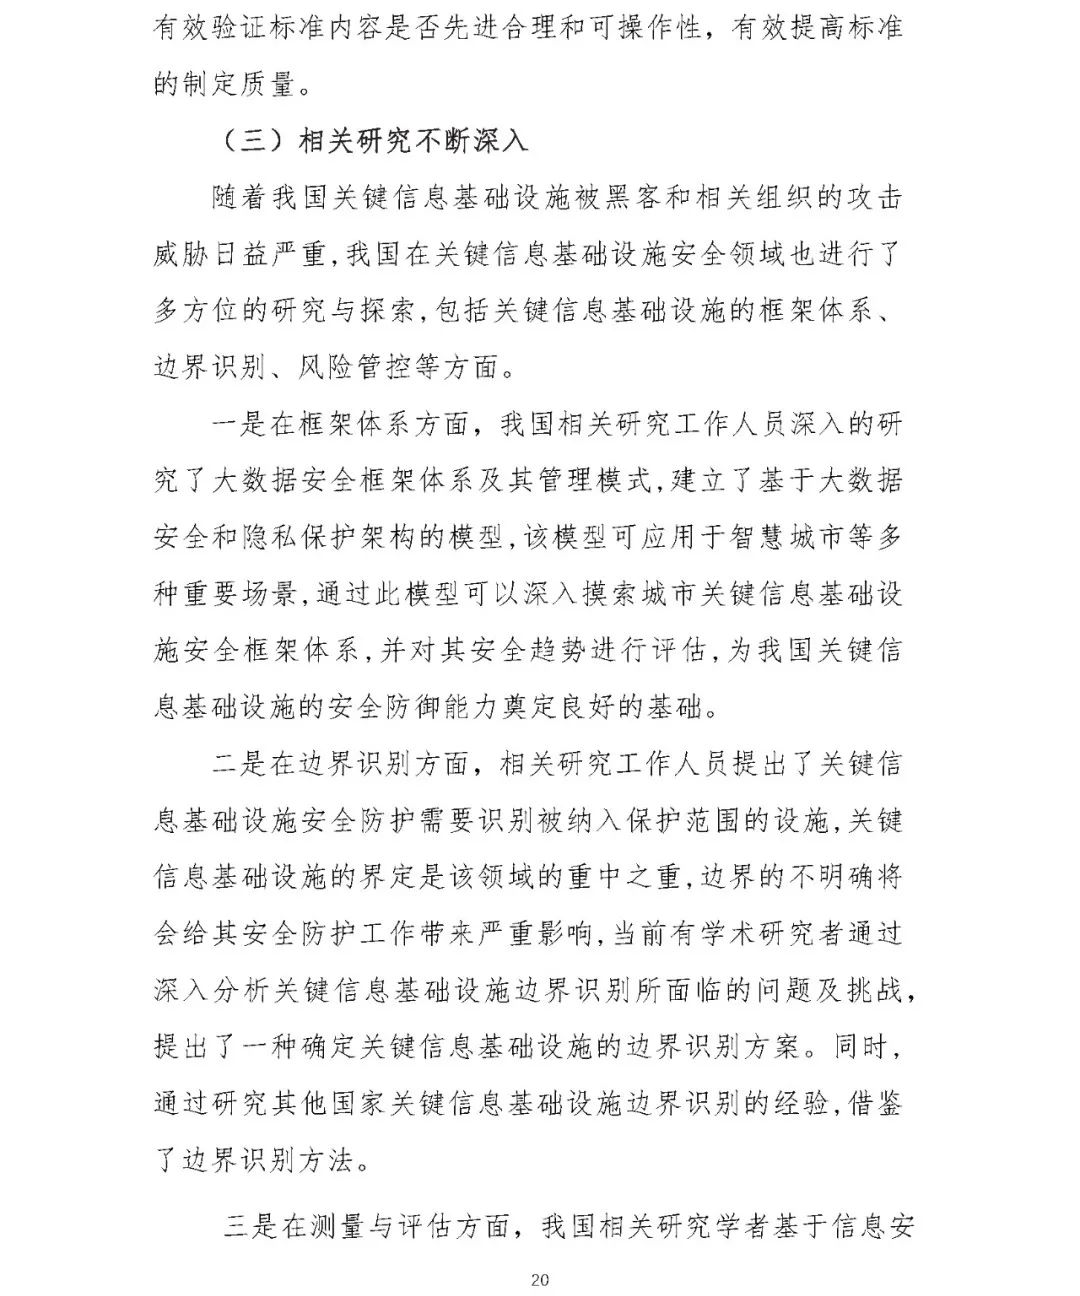 有效验证标准内容是否先进合理和可操作性，有效提高标准
的制定质量。
（三）相关研究不断深入
随着我国关键信息基础设施被黑客和相关组织的攻击
威胁日益严重,我国在关键信息基础设施安全领域也进行了
多方位的研究与探索,包括关键信息基础设施的框架体系、
边界识别、风险管控等方面。
一是在框架体系方面，我国相关研究工作人员深入的研
究了大数据安全框架体系及其管理模式,建立了基于大数据
安全和隐私保护架构的模型,该模型可应用于智慧城市等多
种重要场景,通过此模型可以深入摸索城市关键信息基础设
施安全框架体系,并对其安全趋势进行评估,为我国关键信
息基础设施的安全防御能力奠定良好的基础。
二是在边界识别方面，相关研究工作人员提出了关键信
息基础设施安全防护需要识别被纳入保护范围的设施,关键
信息基础设施的界定是该领域的重中之重,边界的不明确将
会给其安全防护工作带来严重影响,当前有学术研究者通过
深入分析关键信息基础设施边界识别所面临的问题及挑战,
提出了一种确定关键信息基础设施的边界识别方案。同时,
通过研究其他国家关键信息基础设施边界识别的经验,借鉴
了边界识别方法。
三是在测量与评估方面，我国相关研究学者基于信息安
20